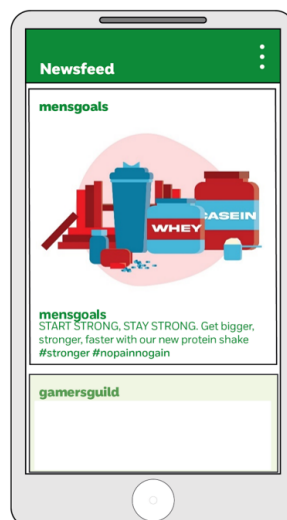 Newsfeed
mensgoals
CASEIN
WHEY
mensgoals
START STRONG, STAY STRONG. Get bigger,
stronger, faster with our new protein shake
#stronger #nopainnogain
gamersguild